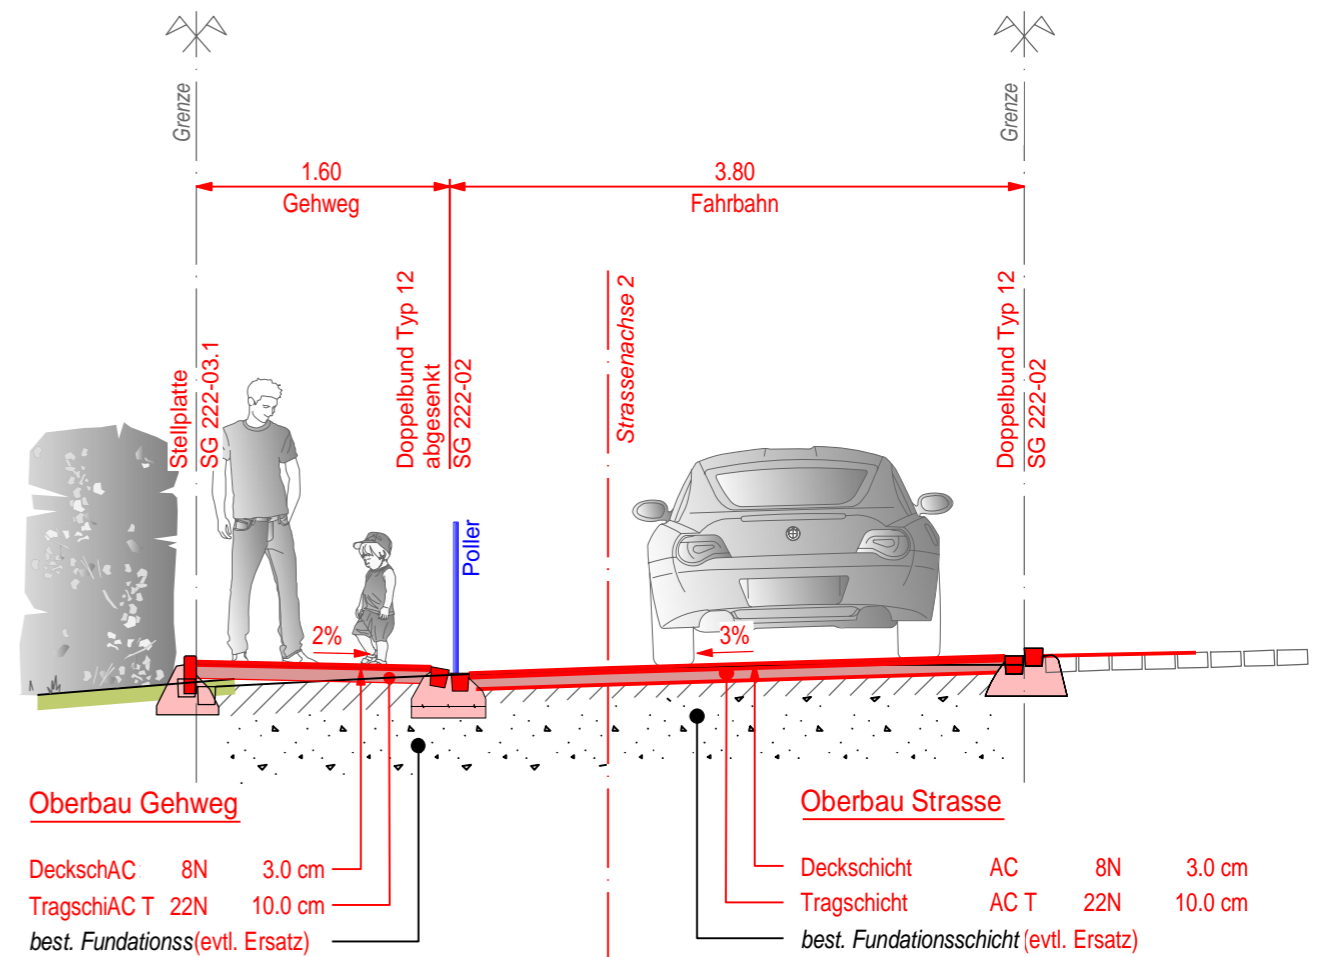 Grenze
Grenze
1.60
Gehweg
3.80
Fahrbahn
Stellplatte
SG 222-03.1
Doppelbund Typ 12
abgesenkt
SG 222-02
Strassenachse 2
Doppelbund Typ 12
SG 222-02
Poller
2%
3%
Oberbau Gehweg
DeckschAC 8N 3.0 cm
TragschiAC T 22N 10.0 cm
best. Fundationss(evtl. Ersatz)
Oberbau Strasse
Deckschicht AC 8N 3.0 cm
Tragschicht AC T 22N 10.0 cm
best. Fundationsschicht (evtl. Ersatz)